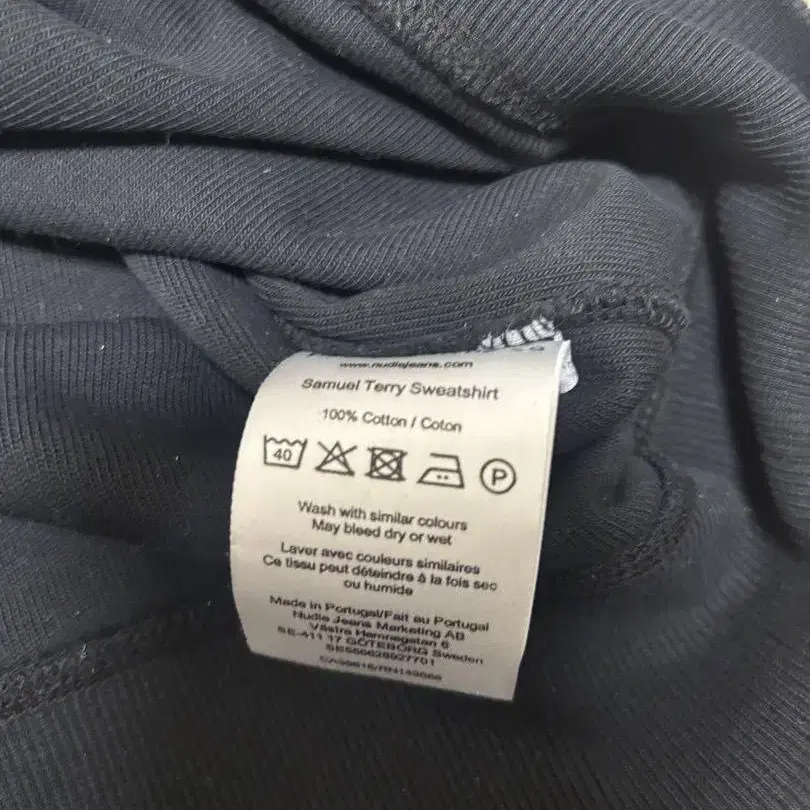 www.nudiejeans.com
Samuel Terry Sweatshirt
100% Cotton / Coton
40 P
Wash with similar colours
May bleed dry or wet
Laver avec couleurs similaires
Ce tissu peut déteindre à la fois sec
ou humide
Made in Portugal/Fait au Portugal
Nudie Jeans Marketing AB
Västra Hamngatan 6
SE-411 17 GÖTEBORG Sweden